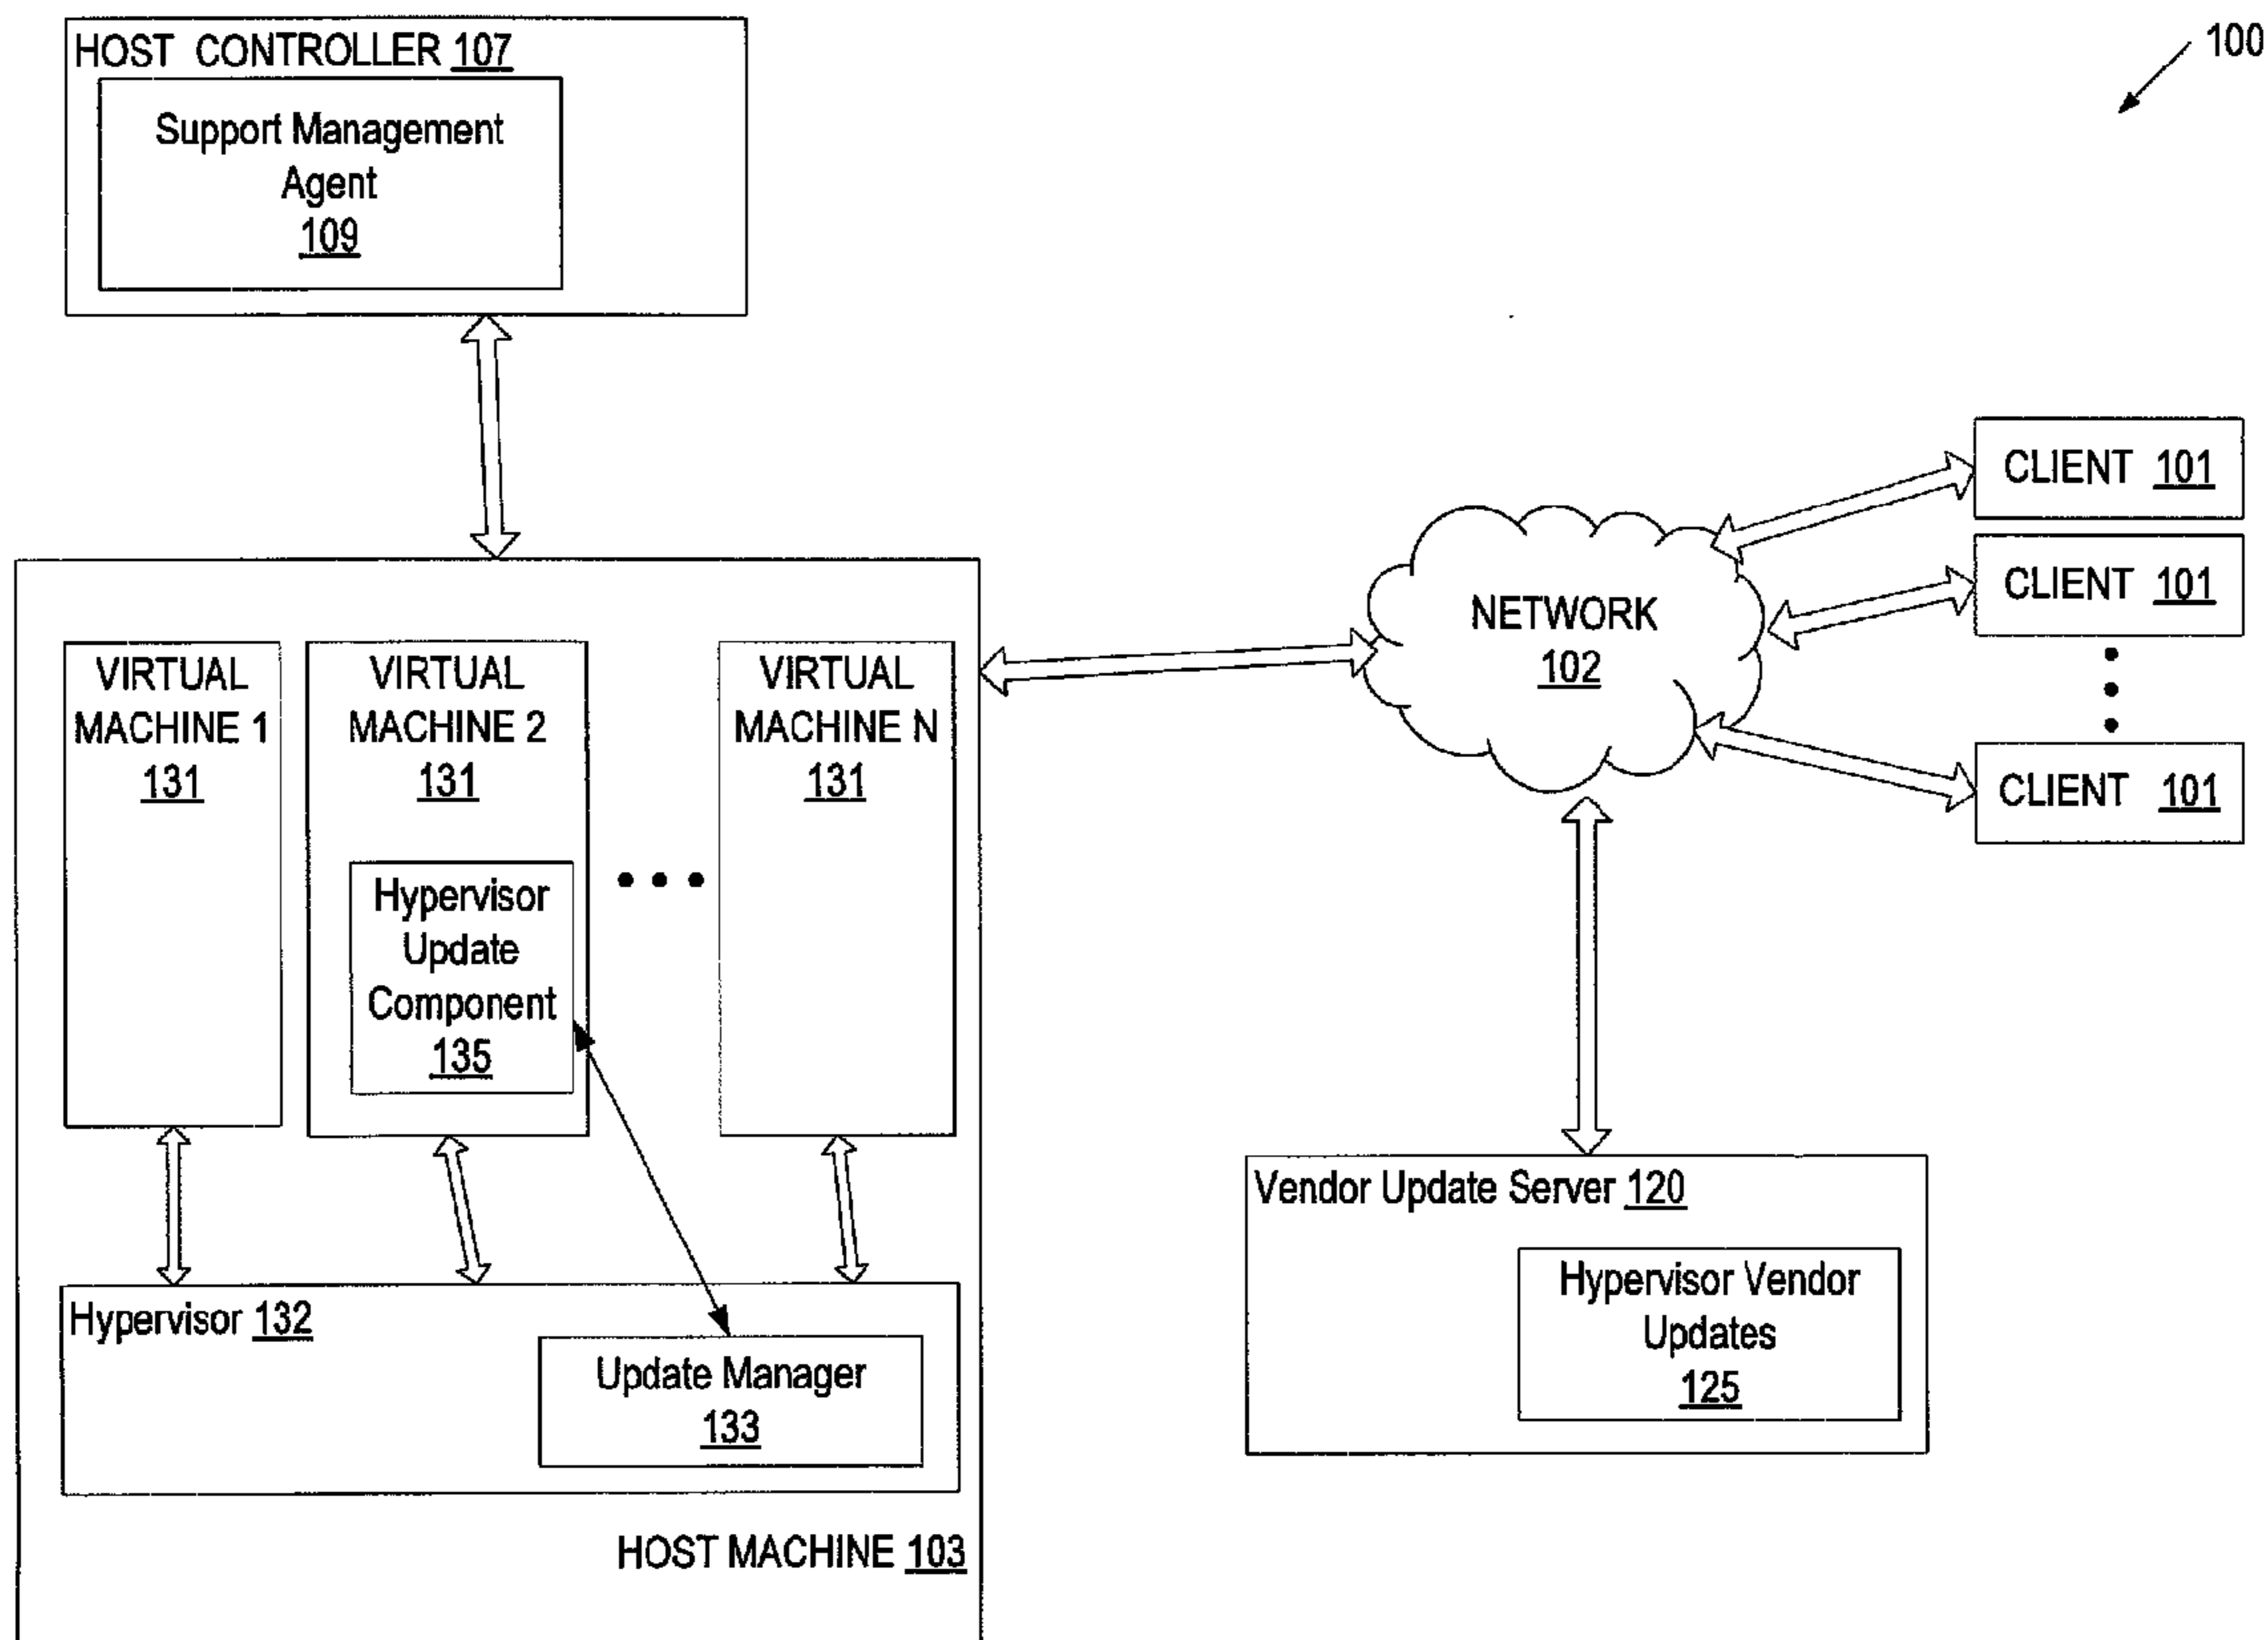 HOST CONTROLLER 107
Support Management
Agent
109
100
VIRTUAL
MACHINE 1
131
VIRTUAL
MACHINE 2
131
Hypervisor
Update
Component
135
VIRTUAL
MACHINE N
131
Hypervisor 132
Update Manager
133
HOST MACHINE 103
NETWORK
102
CLIENT 101
CLIENT 101
CLIENT 101
Vendor Update Server 120
Hypervisor Vendor
Updates
125